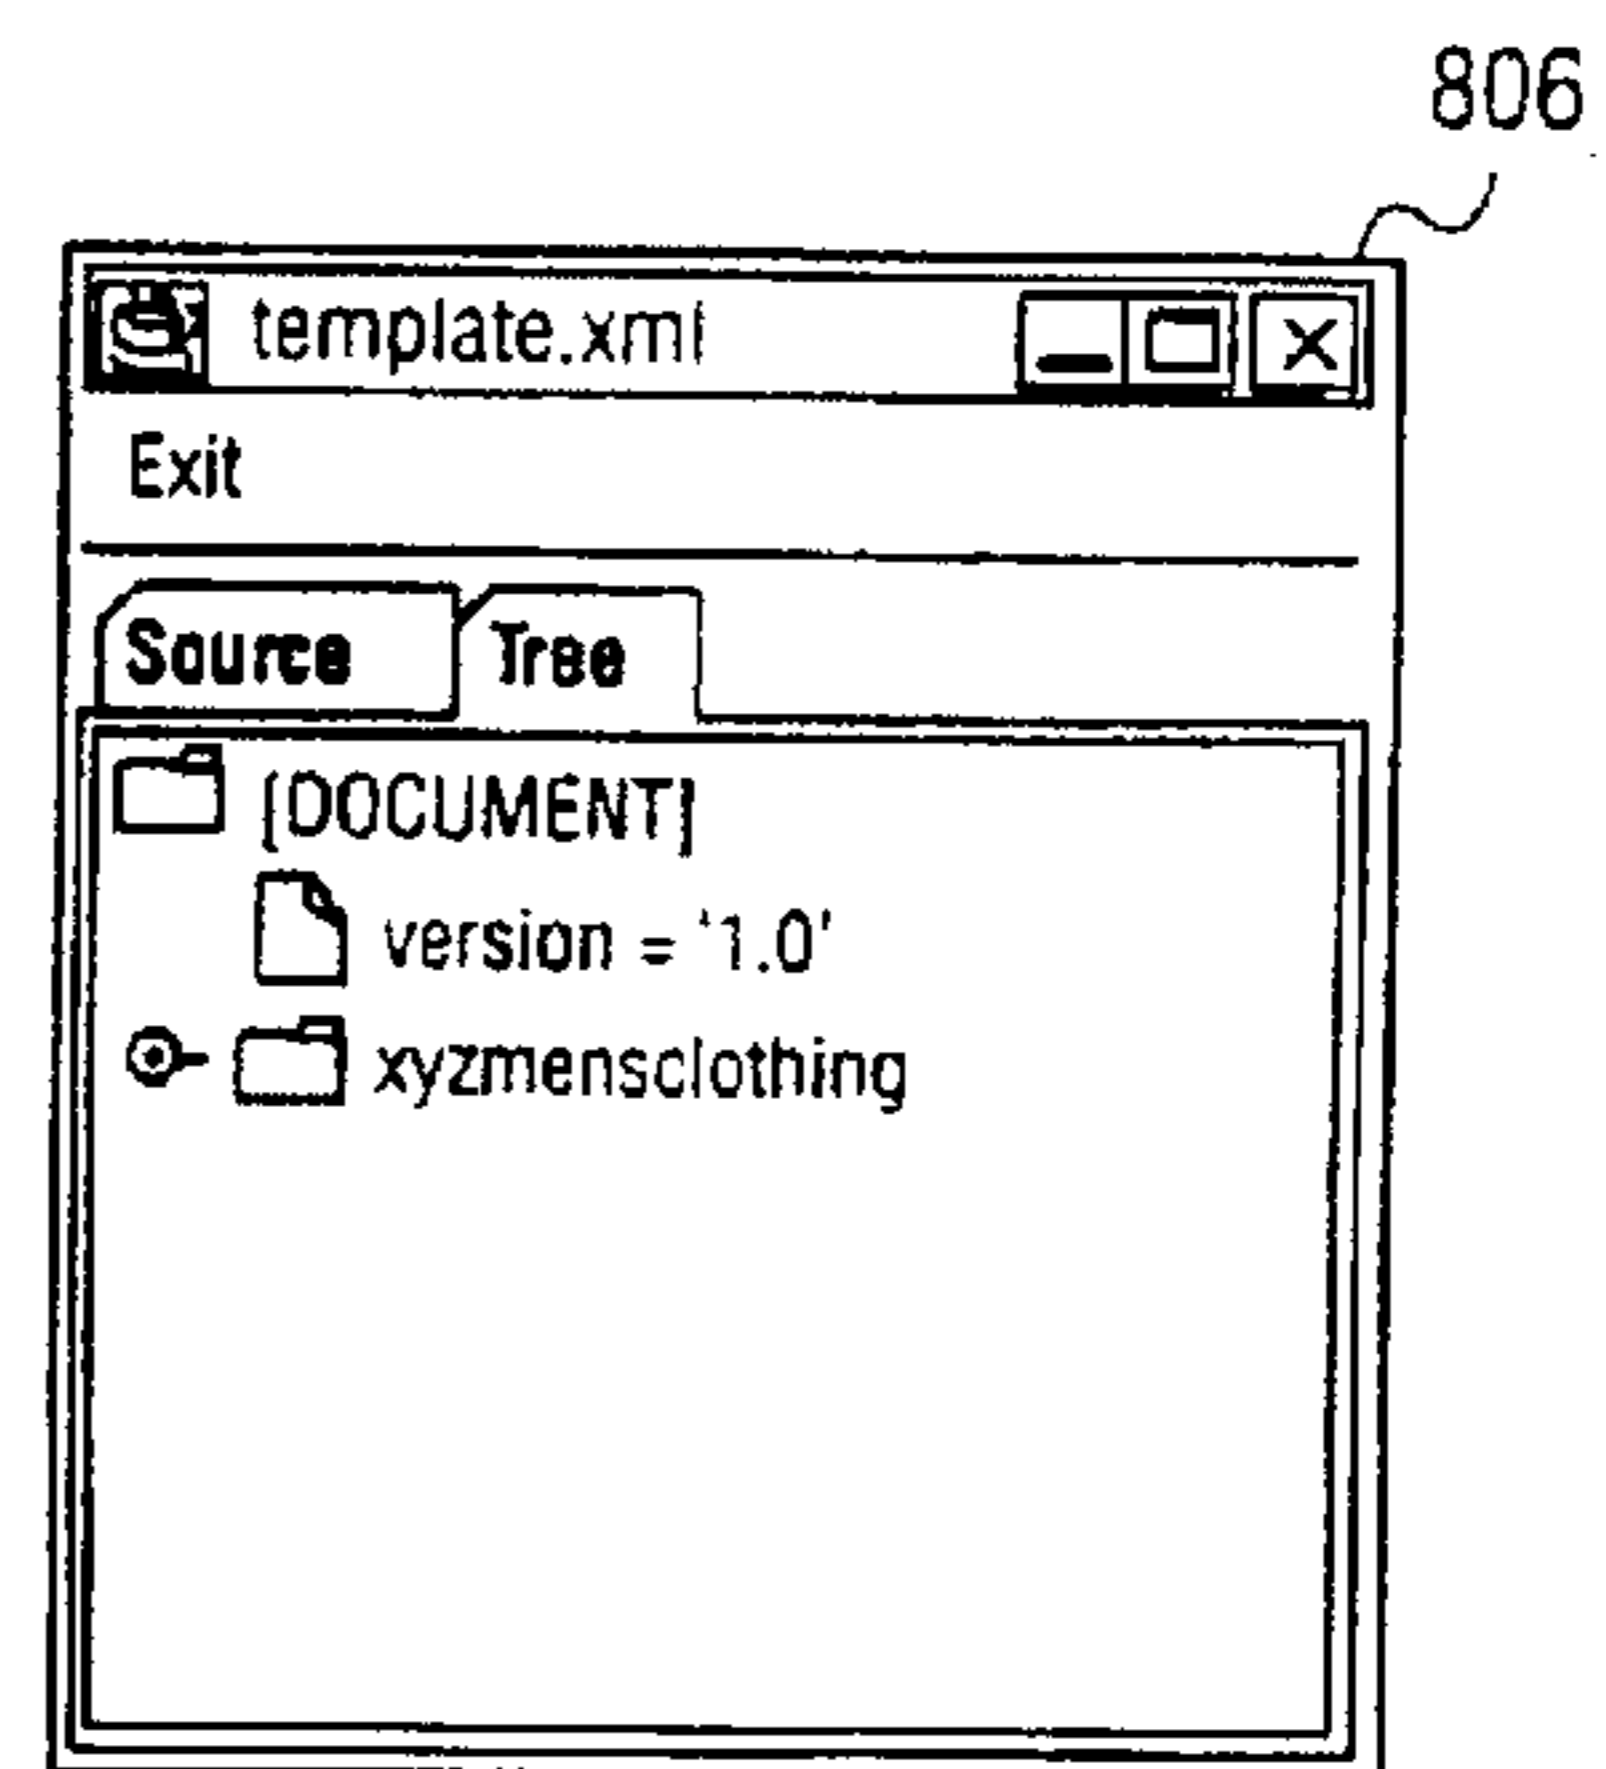 806
template.xml
Exit
Source Tree
[DOCUMENT]
version = '1.0'
xyzmensclothing